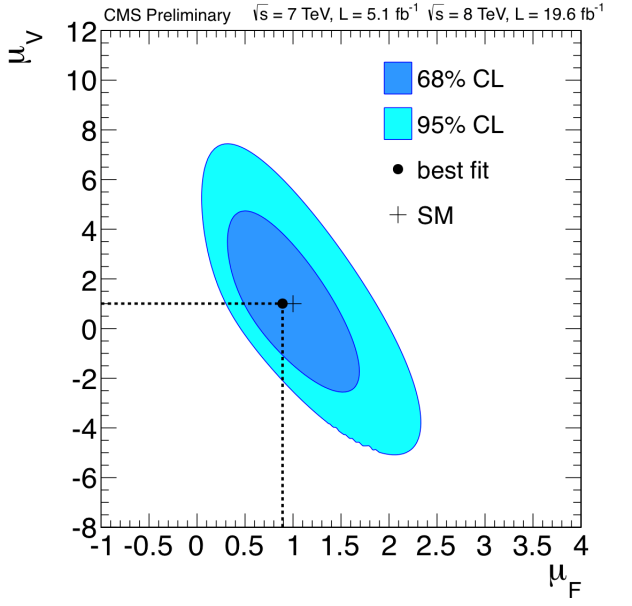 CMS Preliminary √s = 7 TeV, L = 5.1 fb⁻¹ √s = 8 TeV, L = 19.6 fb⁻¹
μ_V
12
10
8
6
4
2
0
-2
-4
-6
-8
68% CL
95% CL
best fit
SM
-1 -0.5 0 0.5 1 1.5 2 2.5 3 3.5 4
μ_F